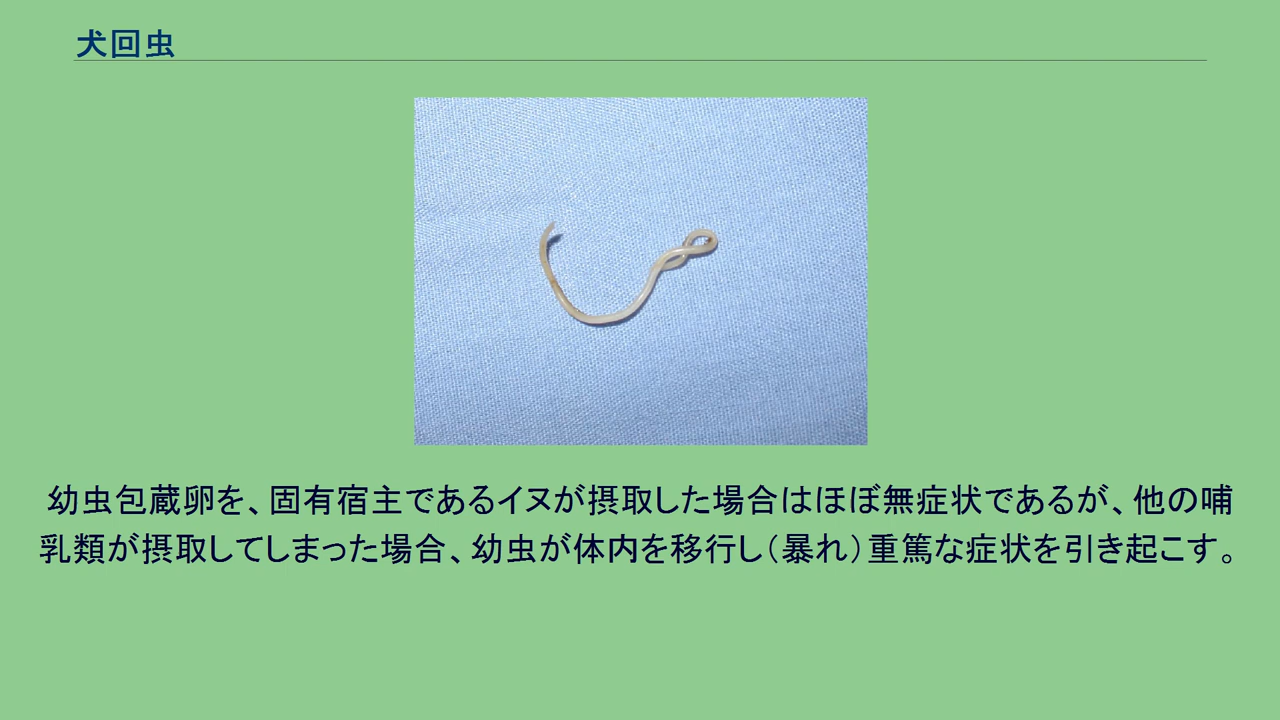 犬回虫
幼虫包蔵卵を、固有宿主であるイヌが摂取した場合はほぼ無症状であるが、他の哺
乳類が摂取してしまった場合、幼虫が体内を移行し（暴れ）重篤な症状を引き起こす。